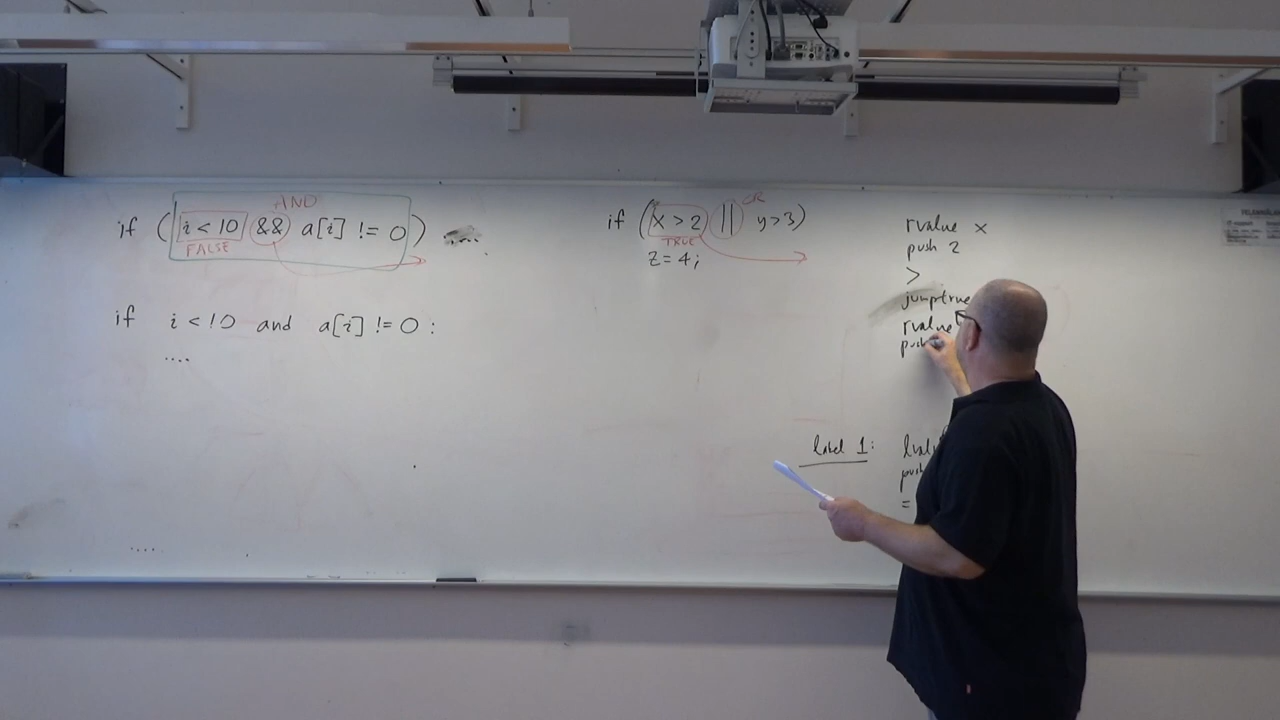 AND
if (i < 10 && a[i] != 0) ....
FALSE
if i < 10 and a[i] != 0 :
....
....
OR
if (x > 2 || y > 3)
TRUE
z = 4;
rvalue x
push 2
>
jumptrue
rvalue
push
label 1:
=